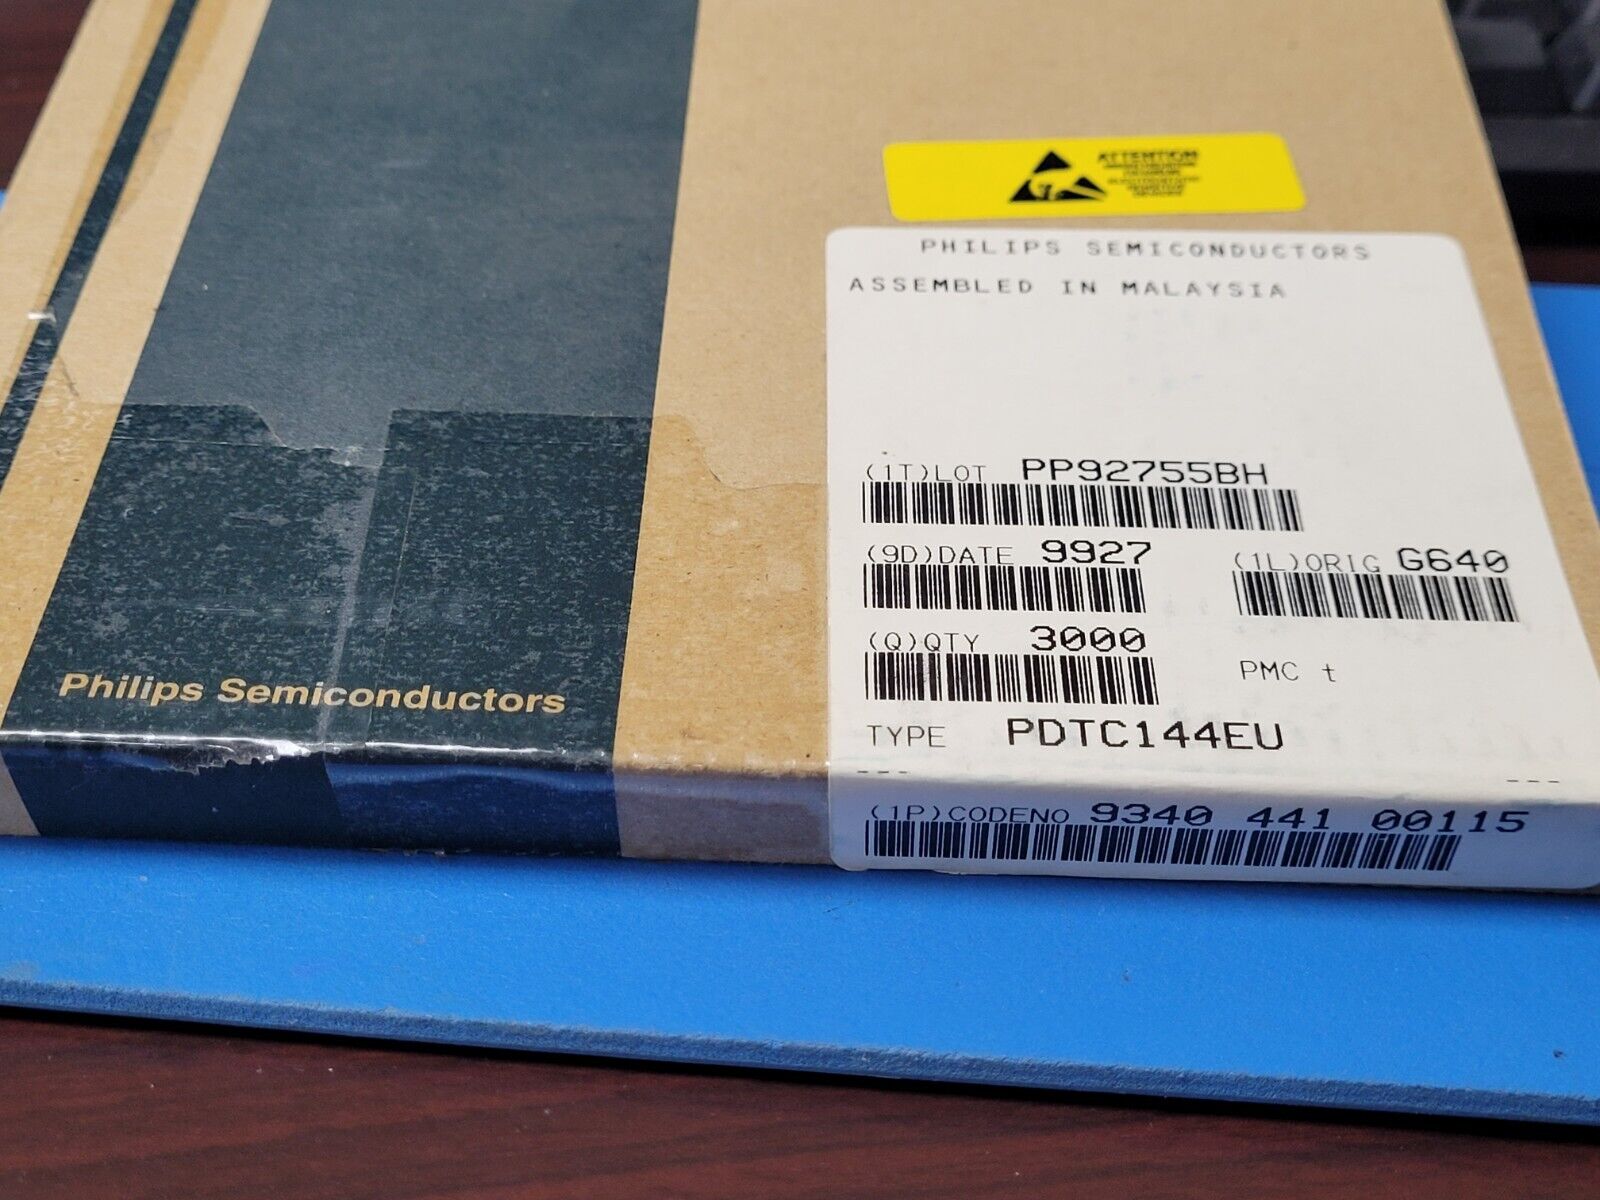 ATTENTION
PHILIPS SEMICONDUCTORS
ASSEMBLED IN MALAYSIA
(1T)LOT PP92755BH
(9D)DATE 9927 (1L)ORIG G640
(Q)QTY 3000
PMC t
TYPE PDTC144EU
--- ---
(1P)CODENO 9340 441 00115
Philips Semiconductors